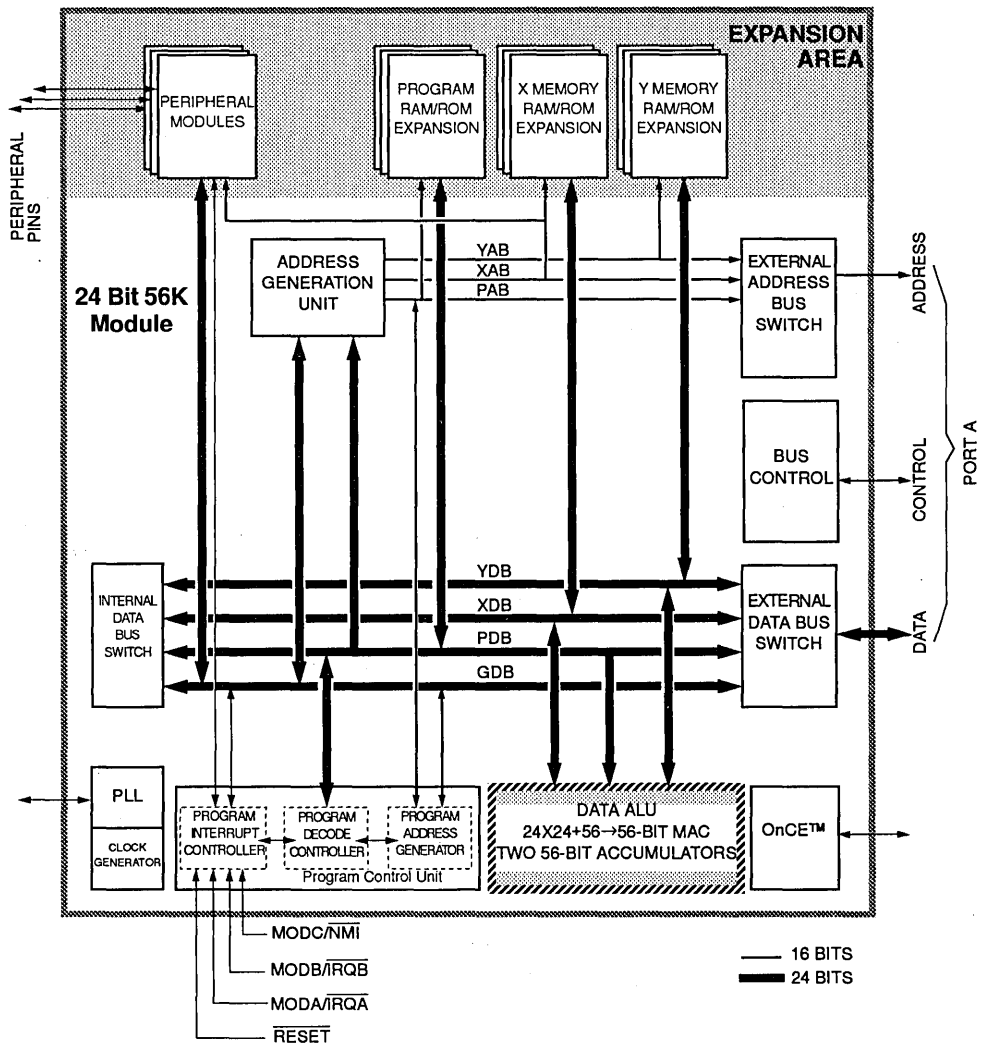 EXPANSION
AREA
PERIPHERAL
MODULES
PROGRAM
RAM/ROM
EXPANSION
X MEMORY
RAM/ROM
EXPANSION
Y MEMORY
RAM/ROM
EXPANSION
PERIPHERAL
PINS
24 Bit 56K
Module
ADDRESS
GENERATION
UNIT
YAB
XAB
PAB
EXTERNAL
ADDRESS
BUS
SWITCH
ADDRESS
BUS
CONTROL
CONTROL
PORT A
INTERNAL
DATA
BUS
SWITCH
YDB
XDB
PDB
GDB
EXTERNAL
DATA BUS
SWITCH
DATA
PLL
CLOCK
GENERATOR
PROGRAM
INTERRUPT
CONTROLLER
PROGRAM
DECODE
CONTROLLER
PROGRAM
ADDRESS
GENERATOR
Program Control Unit
DATA ALU
24X24+56→56-BIT MAC
TWO 56-BIT ACCUMULATORS
OnCE™
MODC/N̅M̅I̅
MODB/I̅R̅Q̅B̅
MODA/I̅R̅Q̅A̅
R̅E̅S̅E̅T̅
16 BITS
24 BITS